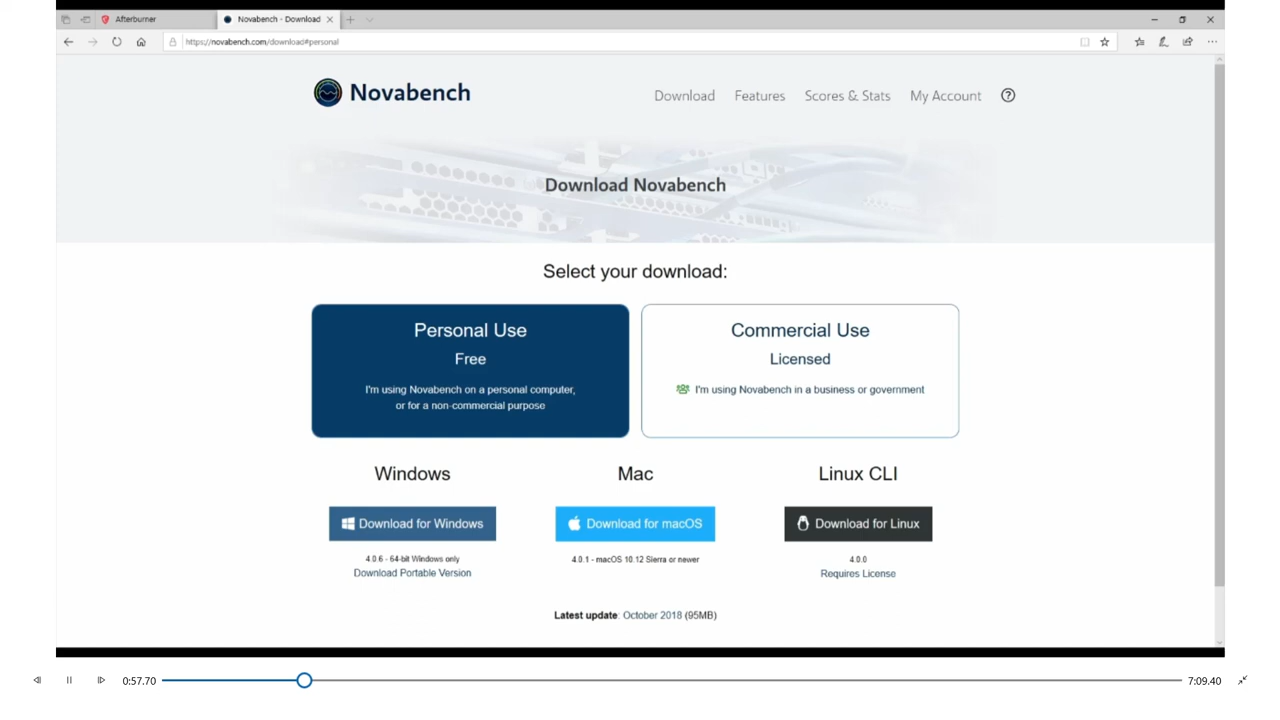 Afterburner
Novabench - Download
https://novabench.com/download#personal
Novabench
Download
Features
Scores & Stats
My Account
Download Novabench
Select your download:
Personal Use
Free
I'm using Novabench on a personal computer,
or for a non-commercial purpose
Commercial Use
Licensed
I'm using Novabench in a business or government
Windows
Download for Windows
4.0.6 - 64-bit Windows only
Download Portable Version
Mac
Download for macOS
4.0.1 - macOS 10.12 Sierra or newer
Linux CLI
Download for Linux
4.0.0
Requires License
Latest update: October 2018 (95MB)
0:57.70
7:09.40